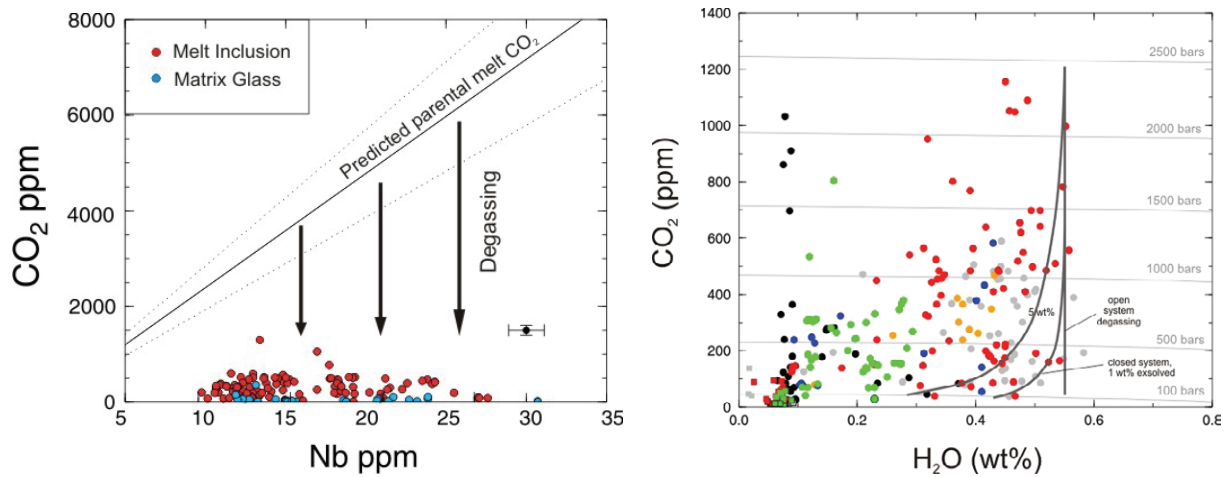 8000
6000
4000
2000
0
CO2 ppm
Melt Inclusion
Matrix Glass
Predicted parental melt CO2
Degassing
5
10
15
20
25
30
35
Nb ppm
1400
1200
1000
800
600
400
200
0
CO2 (ppm)
2500 bars
2000 bars
1500 bars
1000 bars
500 bars
100 bars
5 wt%
open
system
degassing
closed system,
1 wt% exsolved
0.0
0.2
0.4
0.6
0.8
H2O (wt%)